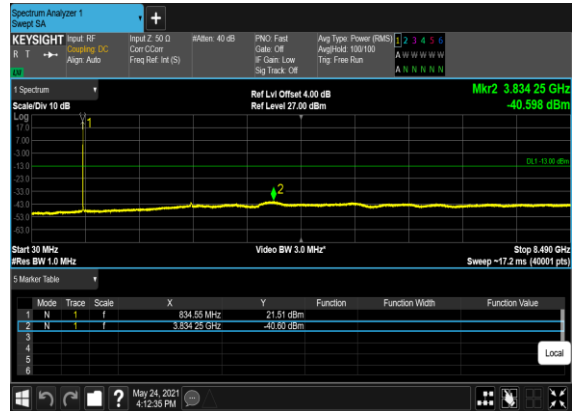 Spectrum Analyzer 1
Swept SA
+
KEYSIGHT Input: RF Input Z: 50 Ω #Atten: 40 dB PNO: Fast Avg Type: Power (RMS) 1 2 3 4 5 6
R T Coupling: DC Corr CCorr Gate: Off Avg|Hold: 100/100 A W W W W W
Align: Auto Freq Ref: Int (S) IF Gain: Low Trig: Free Run
Sig Track: Off A N N N N N
1 Spectrum Ref Lvl Offset 4.00 dB Mkr2 3.834 25 GHz
Scale/Div 10 dB Ref Level 27.00 dBm -40.598 dBm
Log
17.0 1
7.00
-3.00
-13.0 DL1 -13.00 dBm
-23.0
-33.0 2
-43.0
-53.0
-63.0
Start 30 MHz Video BW 3.0 MHz* Stop 8.490 GHz
#Res BW 1.0 MHz Sweep ~17.2 ms (40001 pts)
5 Marker Table
Mode Trace Scale X Y Function Function Width Function Value
1 N 1 f 834.55 MHz 21.51 dBm
2 N 1 f 3.834 25 GHz -40.60 dBm
3
4
5
6
Local
? May 24, 2021
4:12:35 PM